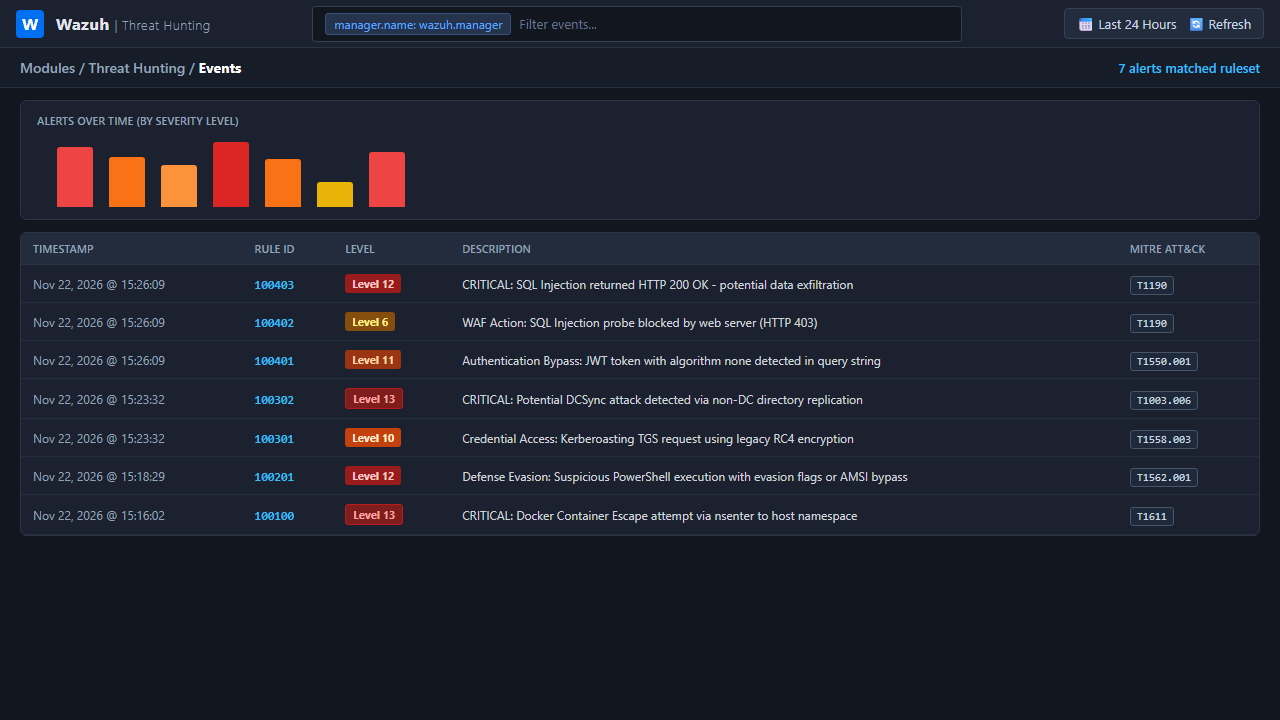 W Wazuh | Threat Hunting manager.name: wazuh.manager Filter events... Last 24 Hours Refresh
Modules / Threat Hunting / Events 7 alerts matched ruleset
ALERTS OVER TIME (BY SEVERITY LEVEL)
TIMESTAMP RULE ID LEVEL DESCRIPTION MITRE ATT&CK
Nov 22, 2026 @ 15:26:09 100403 Level 12 CRITICAL: SQL Injection returned HTTP 200 OK - potential data exfiltration T1190
Nov 22, 2026 @ 15:26:09 100402 Level 6 WAF Action: SQL Injection probe blocked by web server (HTTP 403) T1190
Nov 22, 2026 @ 15:26:09 100401 Level 11 Authentication Bypass: JWT token with algorithm none detected in query string T1550.001
Nov 22, 2026 @ 15:23:32 100302 Level 13 CRITICAL: Potential DCSync attack detected via non-DC directory replication T1003.006
Nov 22, 2026 @ 15:23:32 100301 Level 10 Credential Access: Kerberoasting TGS request using legacy RC4 encryption T1558.003
Nov 22, 2026 @ 15:18:29 100201 Level 12 Defense Evasion: Suspicious PowerShell execution with evasion flags or AMSI bypass T1562.001
Nov 22, 2026 @ 15:16:02 100100 Level 13 CRITICAL: Docker Container Escape attempt via nsenter to host namespace T1611